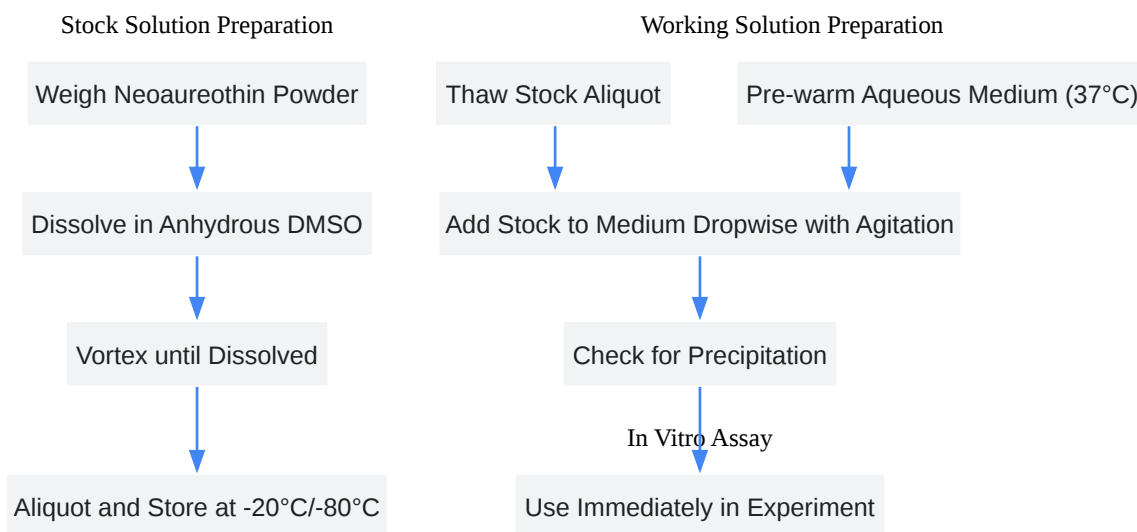 Stock Solution Preparation
Weigh Neoaureothin Powder
Dissolve in Anhydrous DMSO
Vortex until Dissolved
Aliquot and Store at -20°C/-80°C
Working Solution Preparation
Thaw Stock Aliquot
Pre-warm Aqueous Medium (37°C)
Add Stock to Medium Dropwise with Agitation
Check for Precipitation
In Vitro Assay
Use Immediately in Experiment